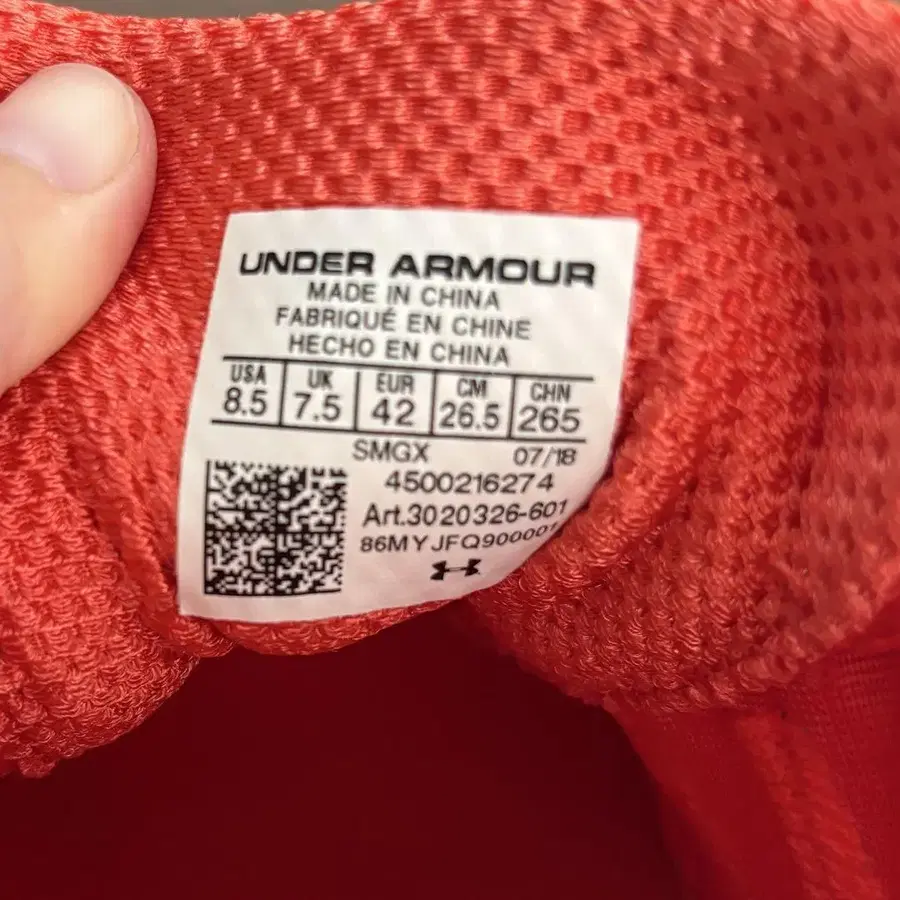 UNDER ARMOUR
MADE IN CHINA
FABRIQUÉ EN CHINE
HECHO EN CHINA
USA UK EUR CM CHN
8.5 7.5 42 26.5 265
SMGX 07/18
4500216274
Art.3020326-601